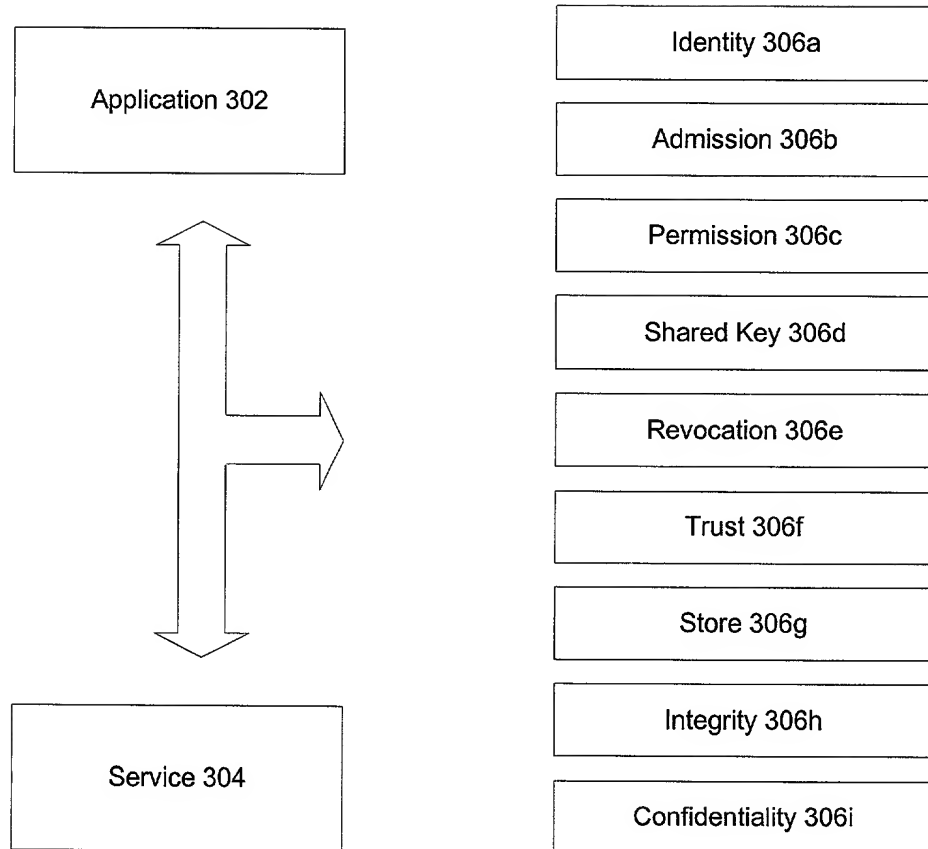 Application 302
Service 304
Identity 306a
Admission 306b
Permission 306c
Shared Key 306d
Revocation 306e
Trust 306f
Store 306g
Integrity 306h
Confidentiality 306i